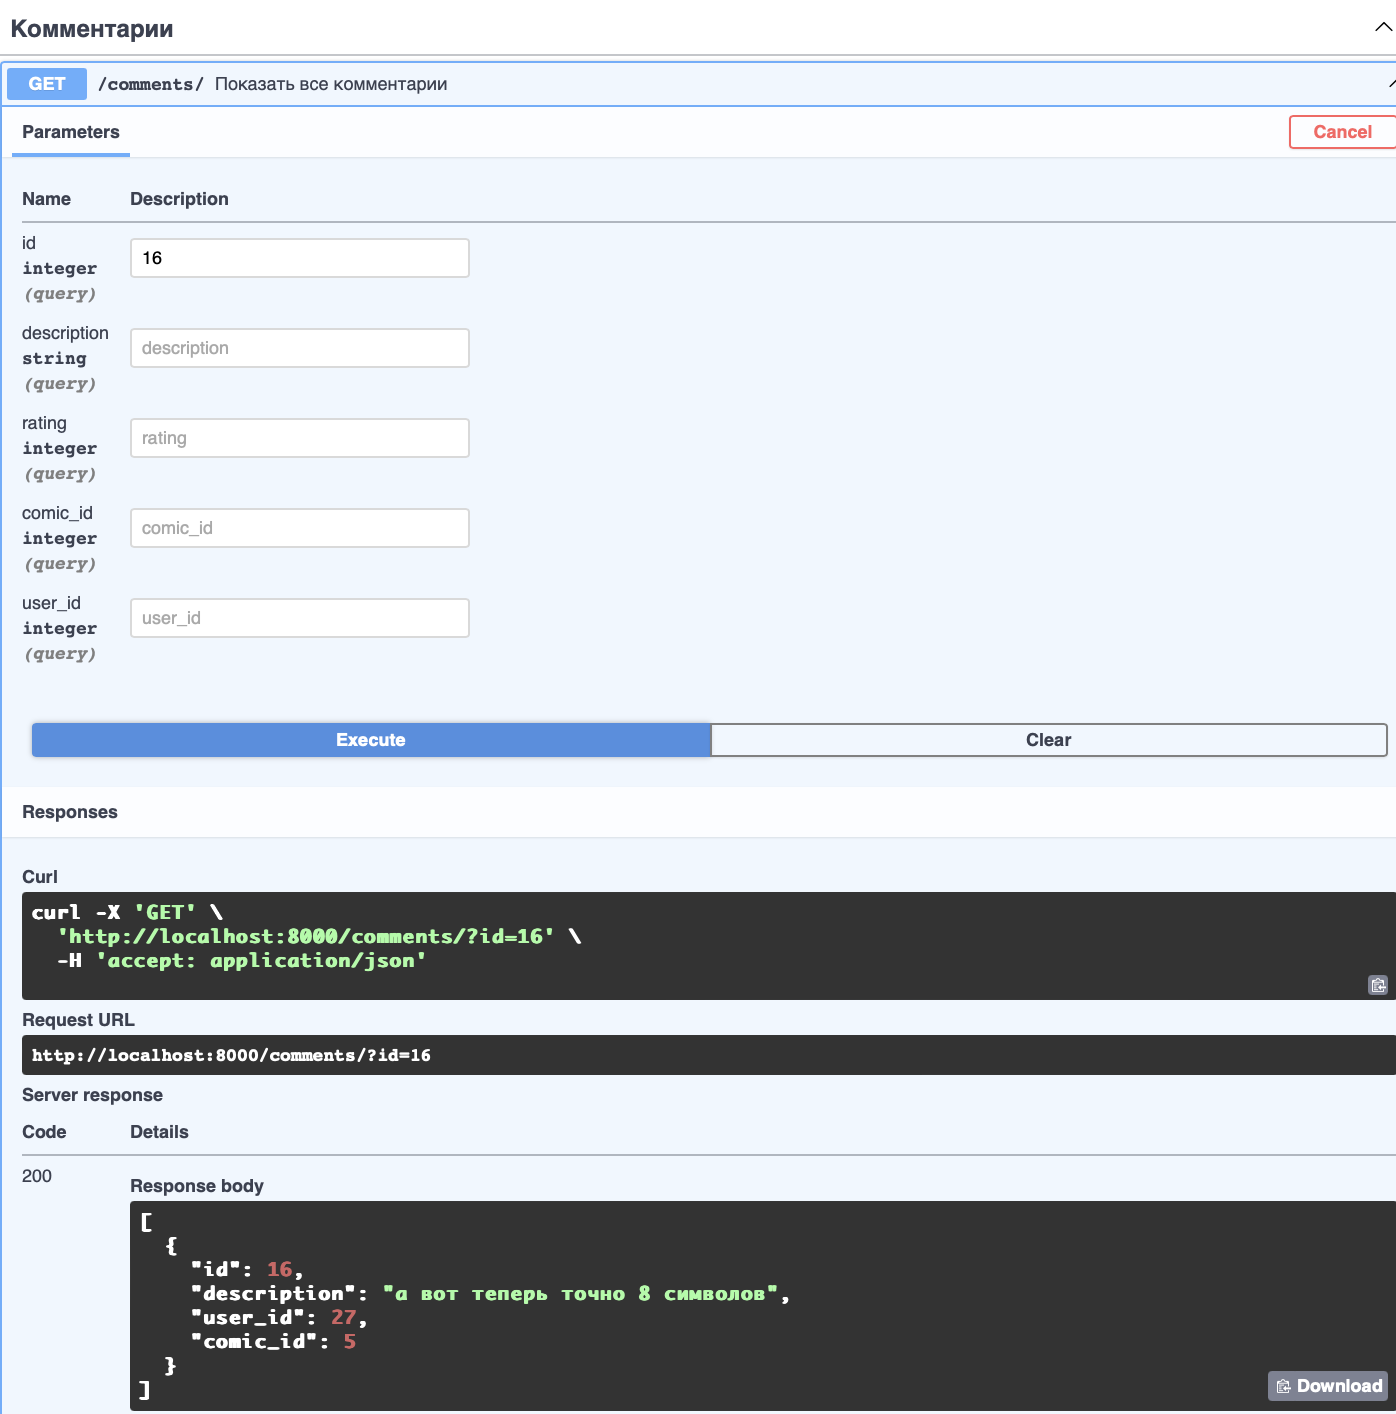 Комментарии
GET /comments/ Показать все комментарии
Parameters Cancel
Name Description
id
integer
(query)
16
description
string
(query)
description
rating
integer
(query)
rating
comic_id
integer
(query)
comic_id
user_id
integer
(query)
user_id
Execute Clear
Responses
Curl
curl -X 'GET' \
'http://localhost:8000/comments/?id=16' \
-H 'accept: application/json'
Request URL
http://localhost:8000/comments/?id=16
Server response
Code Details
200
Response body
[
{
"id": 16,
"description": "а вот теперь точно 8 символов",
"user_id": 27,
"comic_id": 5
}
]
Download